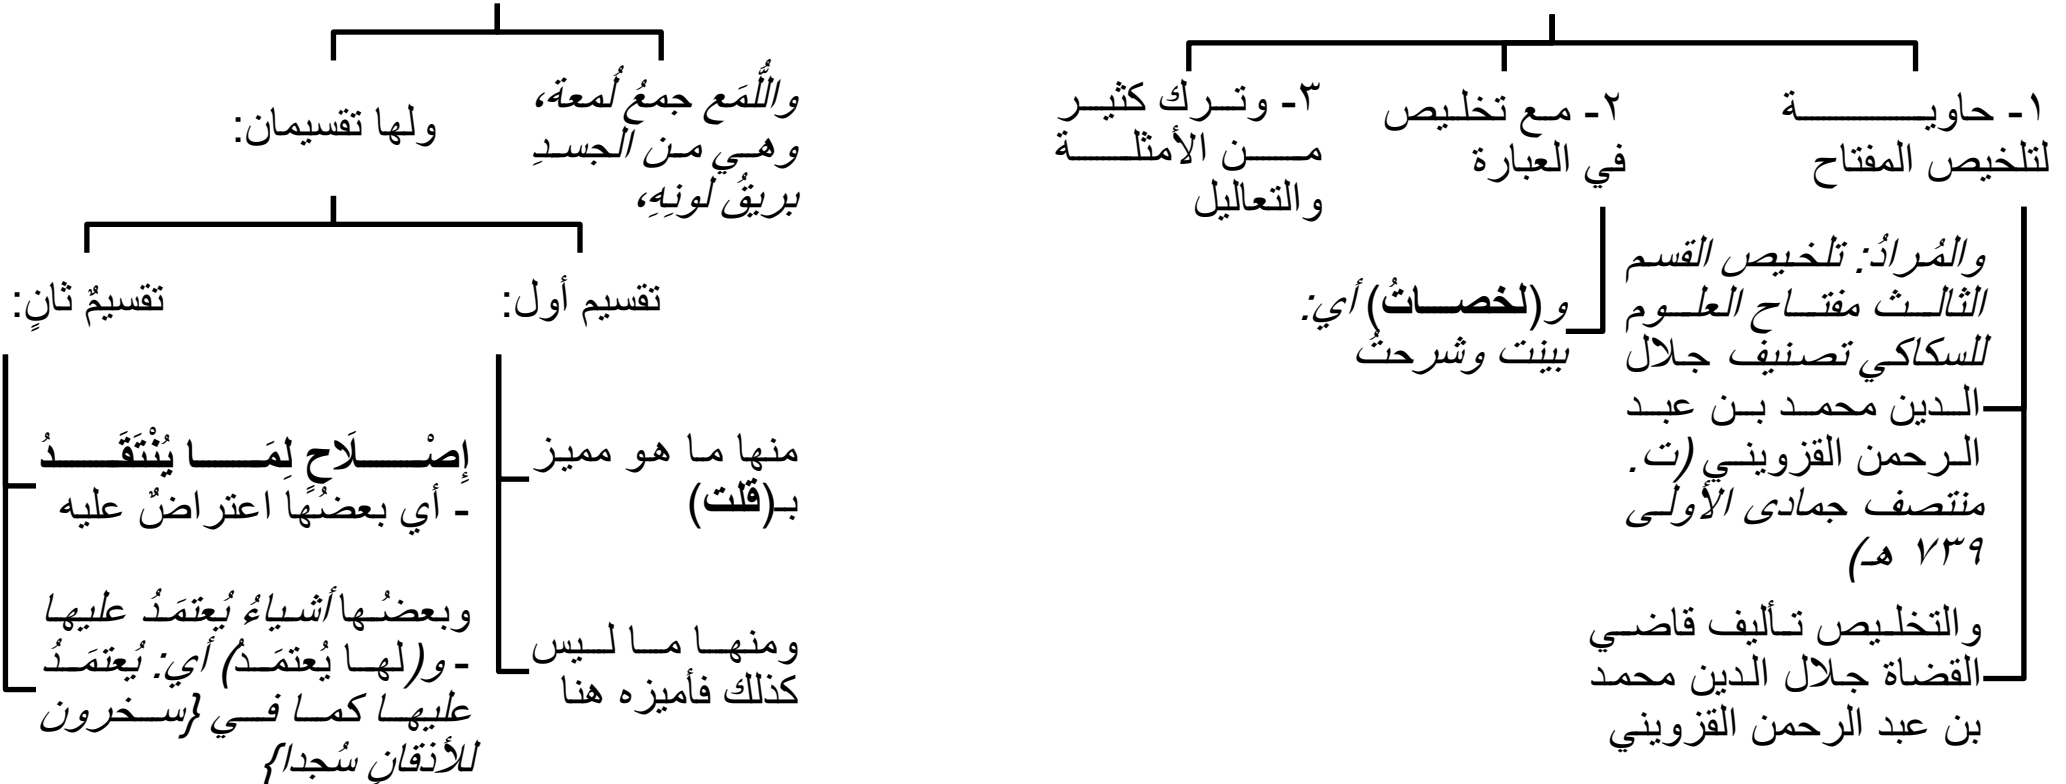 ١- حاوية
لتلخيص المفتاح
والمُرادُ: تلخيص القسم
الثالث مفتاح العلوم
للسكاكي تصنيف جلال
الدين محمد بن عبد
الرحمن القزويني (ت.
منتصف جمادى الأولى
٧٣٩ هـ)
والتخليص تأليف قاضي
القضاة جلال الدين محمد
بن عبد الرحمن القزويني
٢- مع تخليص
في العبارة
و(لخصاتُ) أي:
بينت وشرحتُ
٣- وترك كثير
من الأمثلة
والتعاليل
واللُّمَع جمعُ لُمعة،
وهي من الجسدِ
بريقُ لونِهِ،
ولها تقسيمان:
تقسيم أول:
منها ما هو مميز
بـ(قلت)
ومنها ما ليس
كذلك فأميزه هنا
تقسيمٌ ثانٍ:
إِصْلَاحٍ لِمَا يُنْتَقَدُ
- أي بعضُها اعتراضٌ عليه
وبعضُها أشياءُ يُعتمَدُ عليها
- و(لها يُعتمَدُ) أي: يُعتمَدُ
عليها كما في {سخرون
للأذقانِ سُجدا}